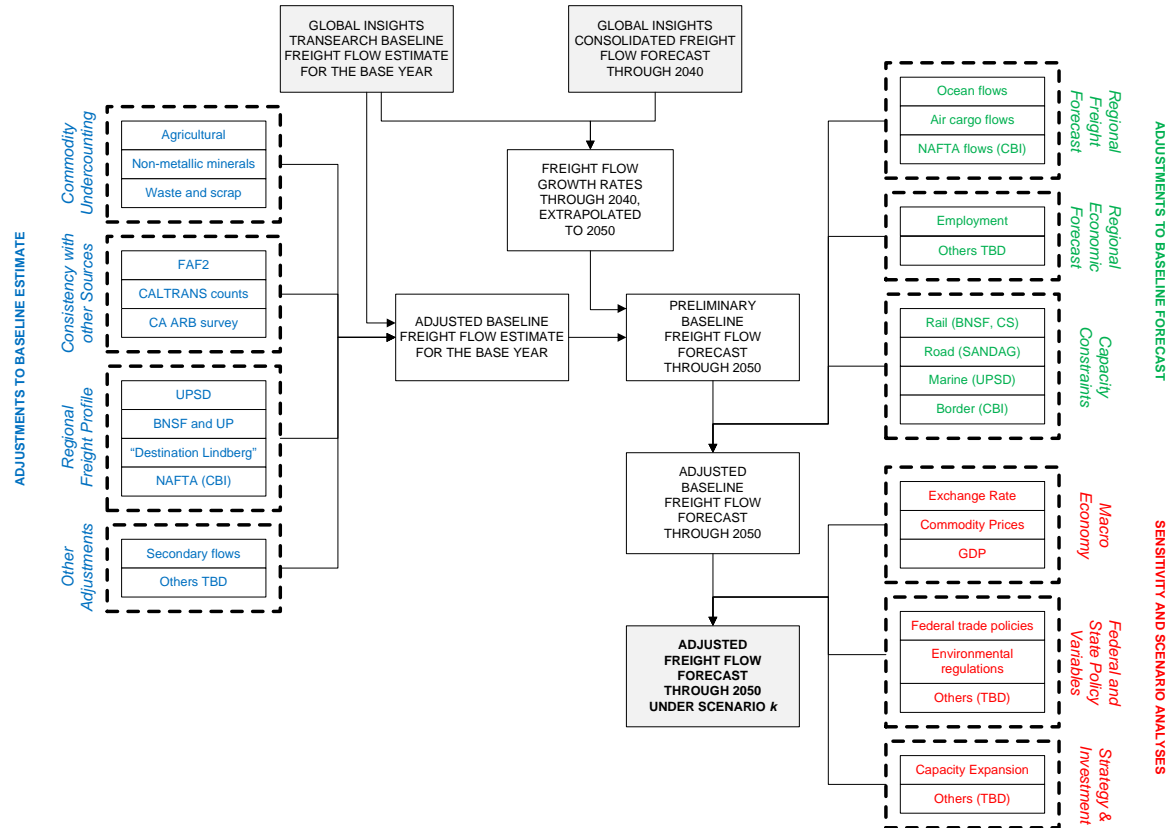 GLOBAL INSIGHTS
TRANSEARCH BASELINE
FREIGHT FLOW ESTIMATE
FOR THE BASE YEAR
GLOBAL INSIGHTS
CONSOLIDATED FREIGHT
FLOW FORECAST
THROUGH 2040
ADJUSTMENTS TO BASELINE ESTIMATE
Commodity
Undercounting
Agricultural
Non-metallic minerals
Waste and scrap
Consistency with
other Sources
FAF2
CALTRANS counts
CA ARB survey
Regional
Freight Profile
UPSD
BNSF and UP
“Destination Lindberg”
NAFTA (CBI)
Other
Adjustments
Secondary flows
Others TBD
FREIGHT FLOW
GROWTH RATES
THROUGH 2040,
EXTRAPOLATED
TO 2050
ADJUSTED BASELINE
FREIGHT FLOW ESTIMATE
FOR THE BASE YEAR
PRELIMINARY
BASELINE
FREIGHT FLOW
FORECAST
THROUGH 2050
ADJUSTED
BASELINE
FREIGHT FLOW
FORECAST
THROUGH 2050
ADJUSTED
FREIGHT FLOW
FORECAST
THROUGH 2050
UNDER SCENARIO k
Ocean flows
Air cargo flows
NAFTA flows (CBI)
Regional
Freight
Forecast
Employment
Others TBD
Regional
Economic
Forecast
Rail (BNSF, CS)
Road (SANDAG)
Marine (UPSD)
Border (CBI)
Capacity
Constraints
ADJUSTMENTS TO BASELINE FORECAST
Exchange Rate
Commodity Prices
GDP
Macro
Economy
Federal trade policies
Environmental
regulations
Others (TBD)
Federal and
State Policy
Variables
Capacity Expansion
Others (TBD)
Strategy &
Investment
SENSITIVITY AND SCENARIO ANALYSES